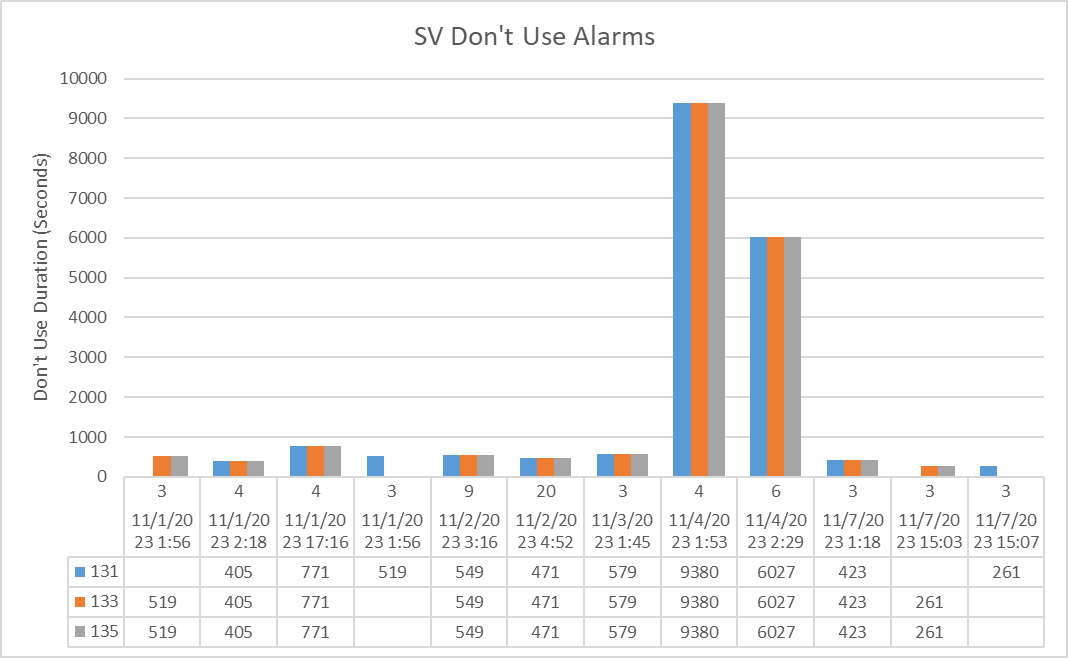 SV Don't Use Alarms
Don't Use Duration (Seconds)
10000
9000
8000
7000
6000
5000
4000
3000
2000
1000
0
3 4 4 3 9 20 3 4 6 3 3 3
11/1/20 11/1/20 11/1/20 11/1/20 11/2/20 11/2/20 11/3/20 11/4/20 11/4/20 11/7/20 11/7/20 11/7/20
23 1:56 23 2:18 23 17:16 23 1:56 23 3:16 23 4:52 23 1:45 23 1:53 23 2:29 23 1:18 23 15:03 23 15:07
131 405 771 519 549 471 579 9380 6027 423 261
133 519 405 771 549 471 579 9380 6027 423 261
135 519 405 771 549 471 579 9380 6027 423 261